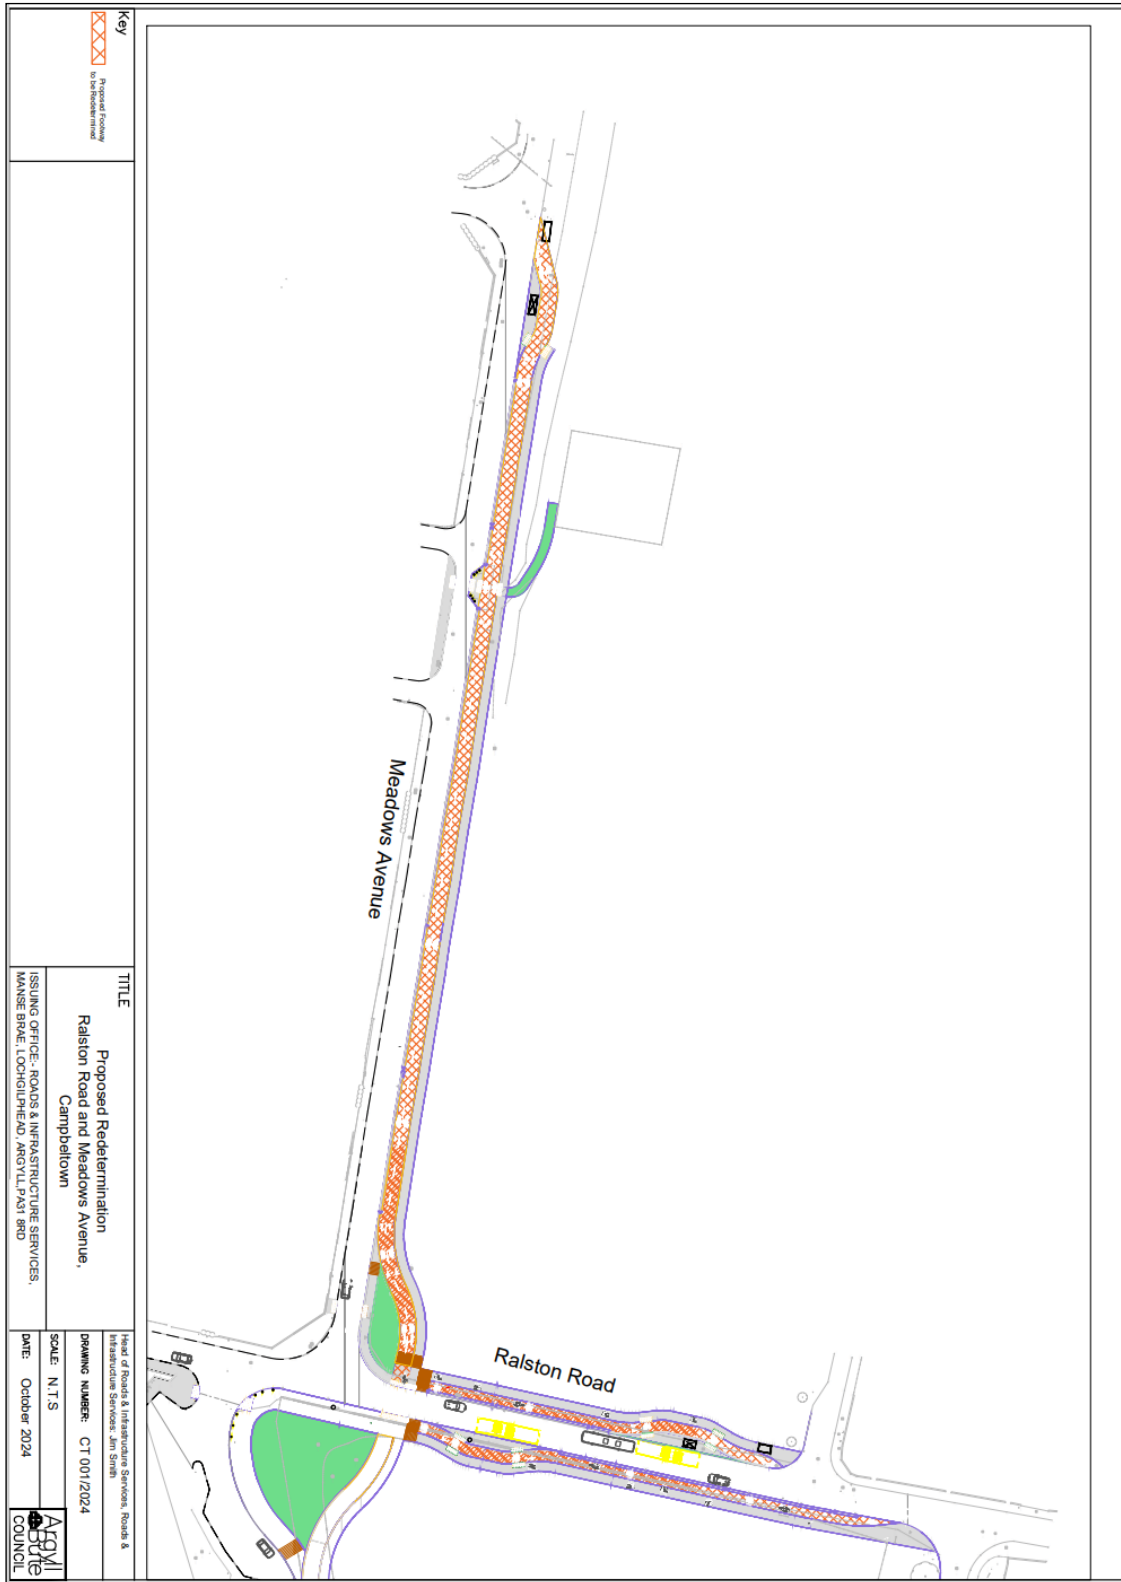 Key
Proposed Footway
to be Redetermined
Meadows Avenue
Ralston Road
TITLE
Proposed Redetermination
Ralston Road and Meadows Avenue,
Campbeltown
ISSUING OFFICE:- ROADS & INFRASTRUCTURE SERVICES,
MANSE BRAE, LOCHGILPHEAD, ARGYLL,PA31 8RD
Head of Roads & Infrastructure Services, Roads &
Infrastructure Services: Jim Smith
DRAWING NUMBER: CT 001/2024
SCALE: N.T.S
DATE: October 2024
Argyll
Bute
COUNCIL